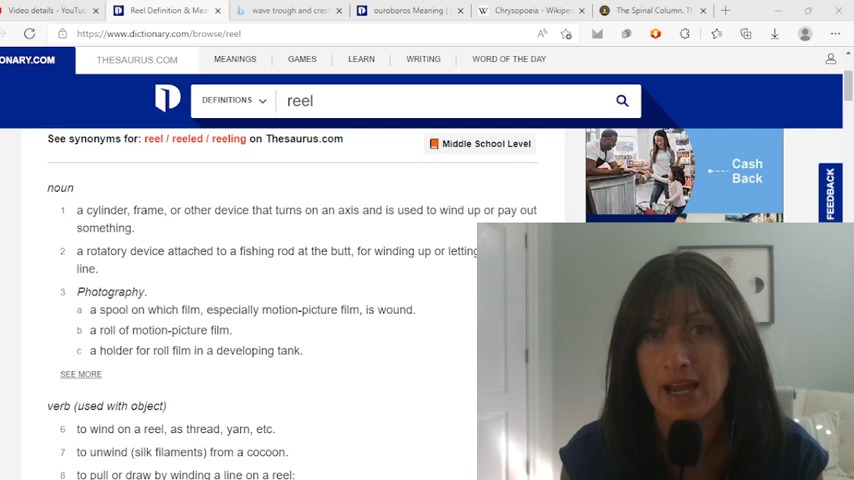 Video details - YouTub
Reel Definition & Mea
wave trough and cres
ouroboros Meaning |
Chrysopoeia - Wikipe
The Spinal Column. Th
https://www.dictionary.com/browse/reel
ONARY.COM
THESAURUS.COM
MEANINGS
GAMES
LEARN
WRITING
WORD OF THE DAY
DEFINITIONS
reel
See synonyms for: reel / reeled / reeling on Thesaurus.com
Middle School Level
Cash
Back
FEEDBACK
noun
1 a cylinder, frame, or other device that turns on an axis and is used to wind up or pay out
something.
2 a rotatory device attached to a fishing rod at the butt, for winding up or letting
line.
3 Photography.
a a spool on which film, especially motion-picture film, is wound.
b a roll of motion-picture film.
c a holder for roll film in a developing tank.
SEE MORE
verb (used with object)
6 to wind on a reel, as thread, yarn, etc.
7 to unwind (silk filaments) from a cocoon.
8 to pull or draw by winding a line on a reel: